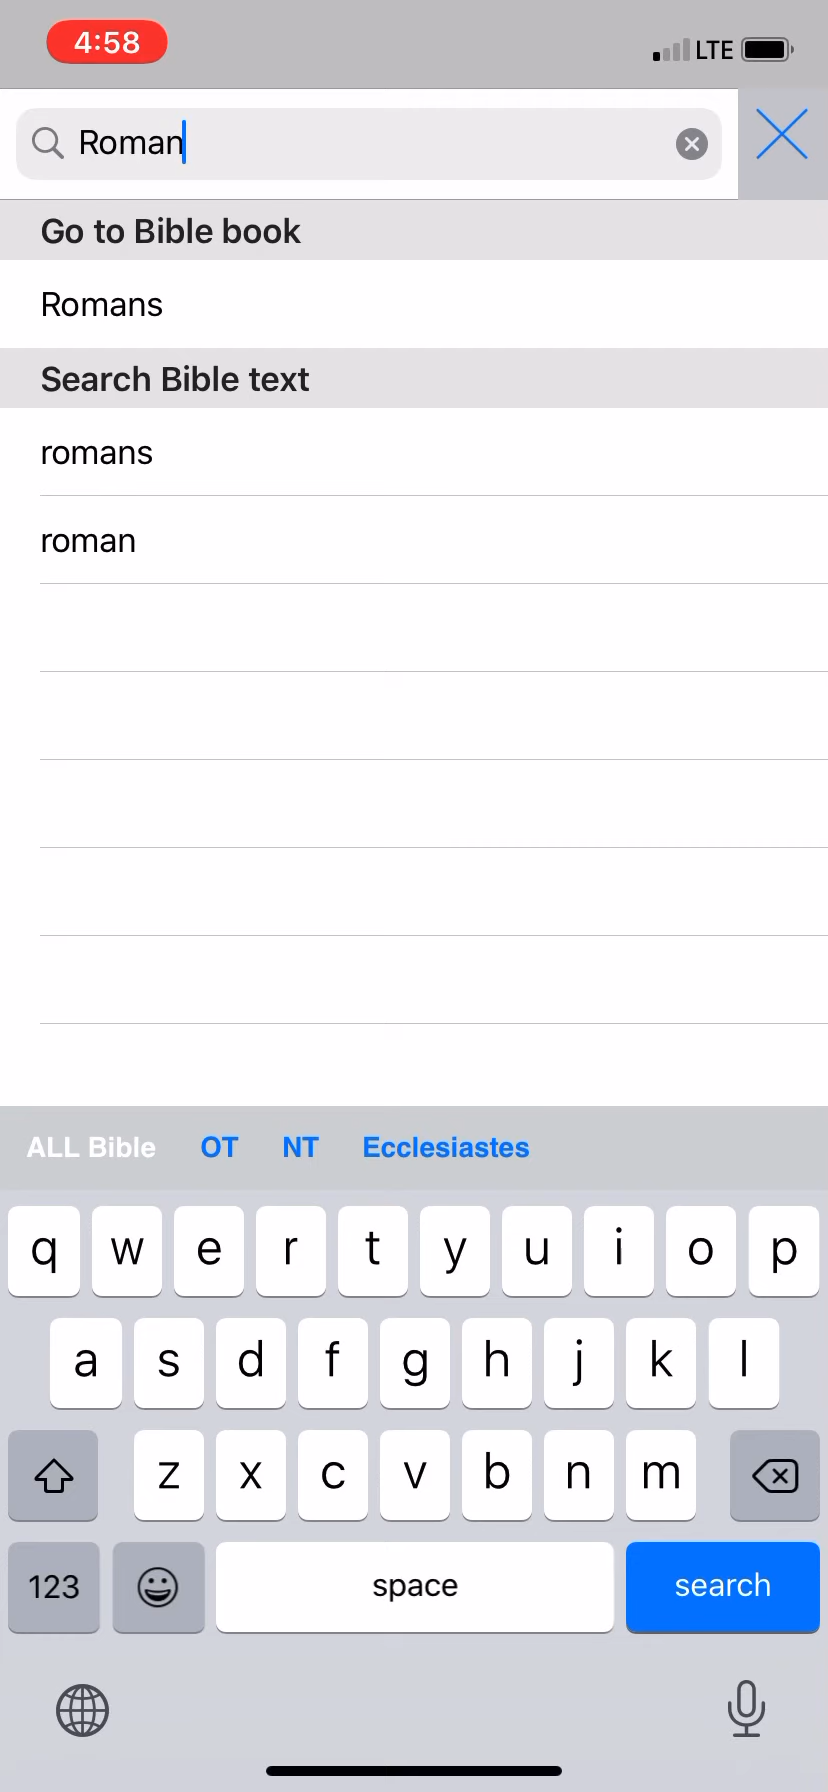 4:58 LTE
Roman
Go to Bible book
Romans
Search Bible text
romans
roman
ALL Bible OT NT Ecclesiastes
q w e r t y u i o p
a s d f g h j k l
z x c v b n m
123 space search